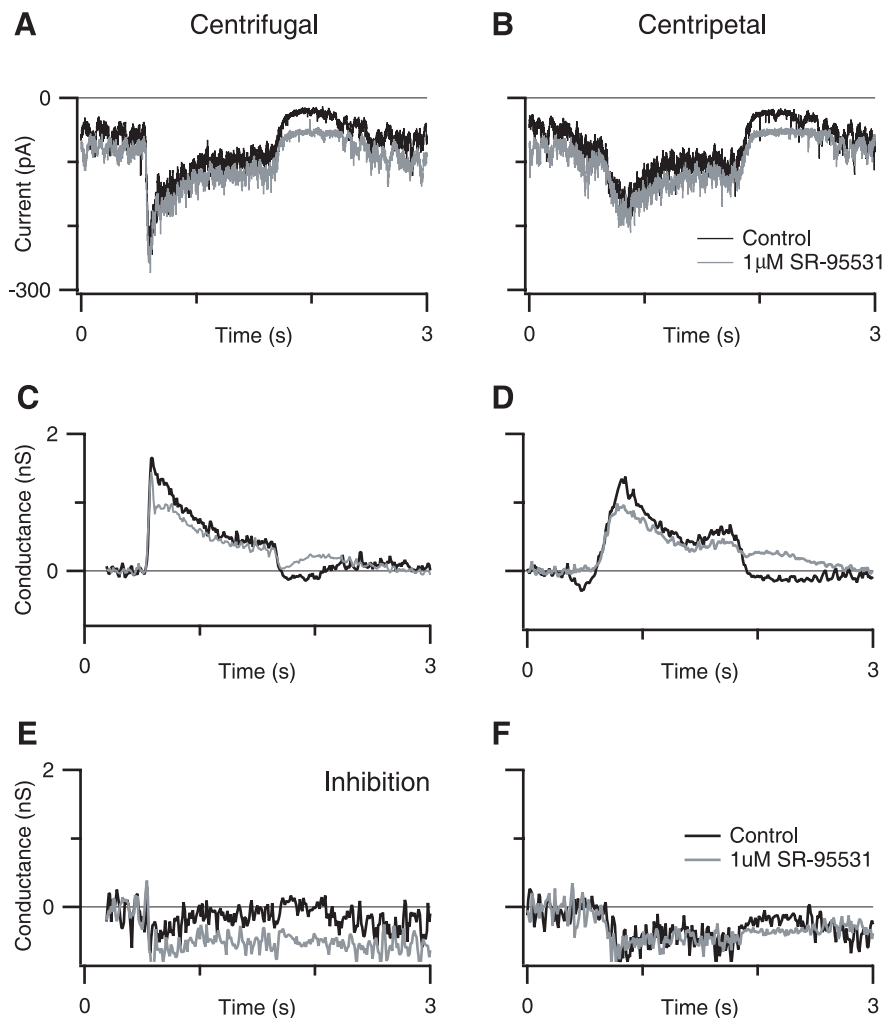 A Centrifugal
B Centripetal
0
Current (pA)
-300
0 Time (s) 3
Control
1µM SR-95531
0 Time (s) 3
C
D
2
Conductance (nS)
0
0 Time (s) 3
0 Time (s) 3
E
F
2
Conductance (nS)
0
Inhibition
Control
1uM SR-95531
0 Time (s) 3
0 Time (s) 3